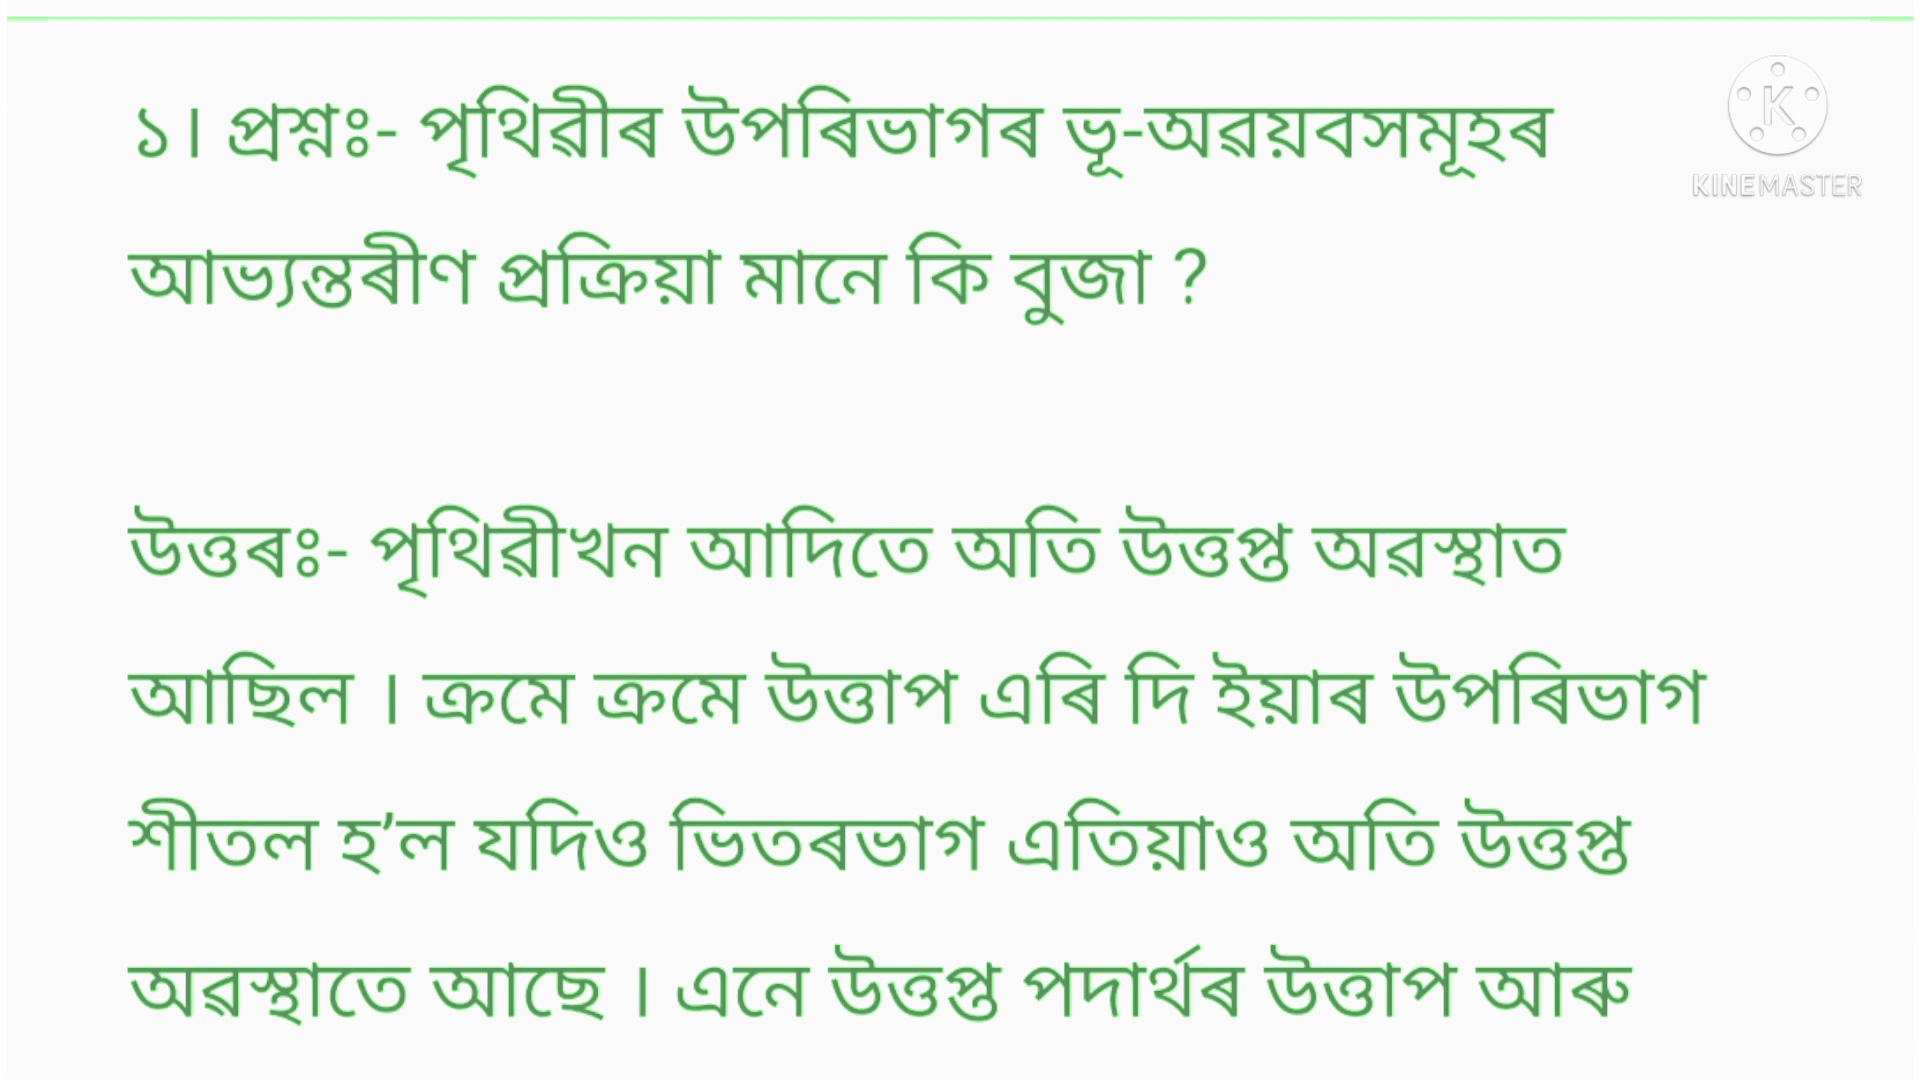 ১। প্ৰশ্নঃ- পৃথিৱীৰ উপৰিভাগৰ ভূ-অৱয়বসমূহৰ
আভ্যন্তৰীণ প্ৰক্ৰিয়া মানে কি বুজা ?
উত্তৰঃ- পৃথিৱীখন আদিতে অতি উত্তপ্ত অৱস্থাত
আছিল । ক্ৰমে ক্ৰমে উত্তাপ এৰি দি ইয়াৰ উপৰিভাগ
শীতল হ’ল যদিও ভিতৰভাগ এতিয়াও অতি উত্তপ্ত
অৱস্থাতে আছে । এনে উত্তপ্ত পদাৰ্থৰ উত্তাপ আৰু
K
KINEMASTER